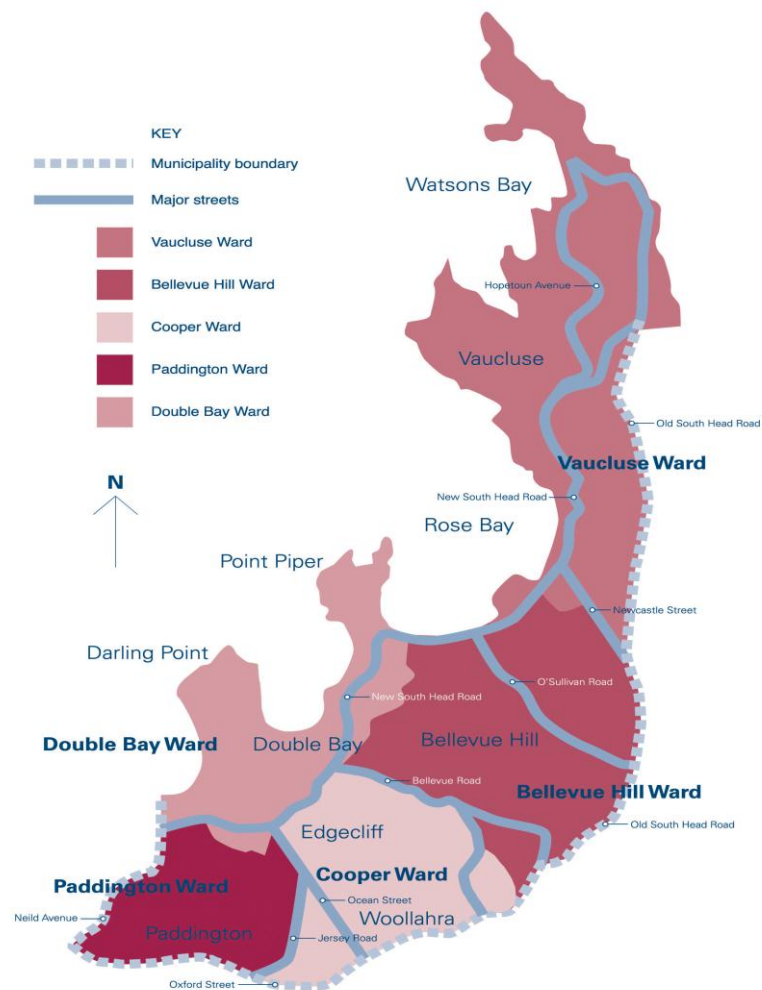 KEY
Municipality boundary
Major streets
Vaucluse Ward
Bellevue Hill Ward
Cooper Ward
Paddington Ward
Double Bay Ward
N
Watsons Bay
Hopetoun Avenue
Vaucluse
Old South Head Road
Vaucluse Ward
New South Head Road
Rose Bay
Point Piper
Newcastle Street
Darling Point
O'Sullivan Road
New South Head Road
Double Bay Ward
Double Bay
Bellevue Hill
Bellevue Road
Bellevue Hill Ward
Old South Head Road
Edgecliff
Cooper Ward
Paddington Ward
Ocean Street
Neild Avenue
Woollahra
Paddington
Jersey Road
Oxford Street